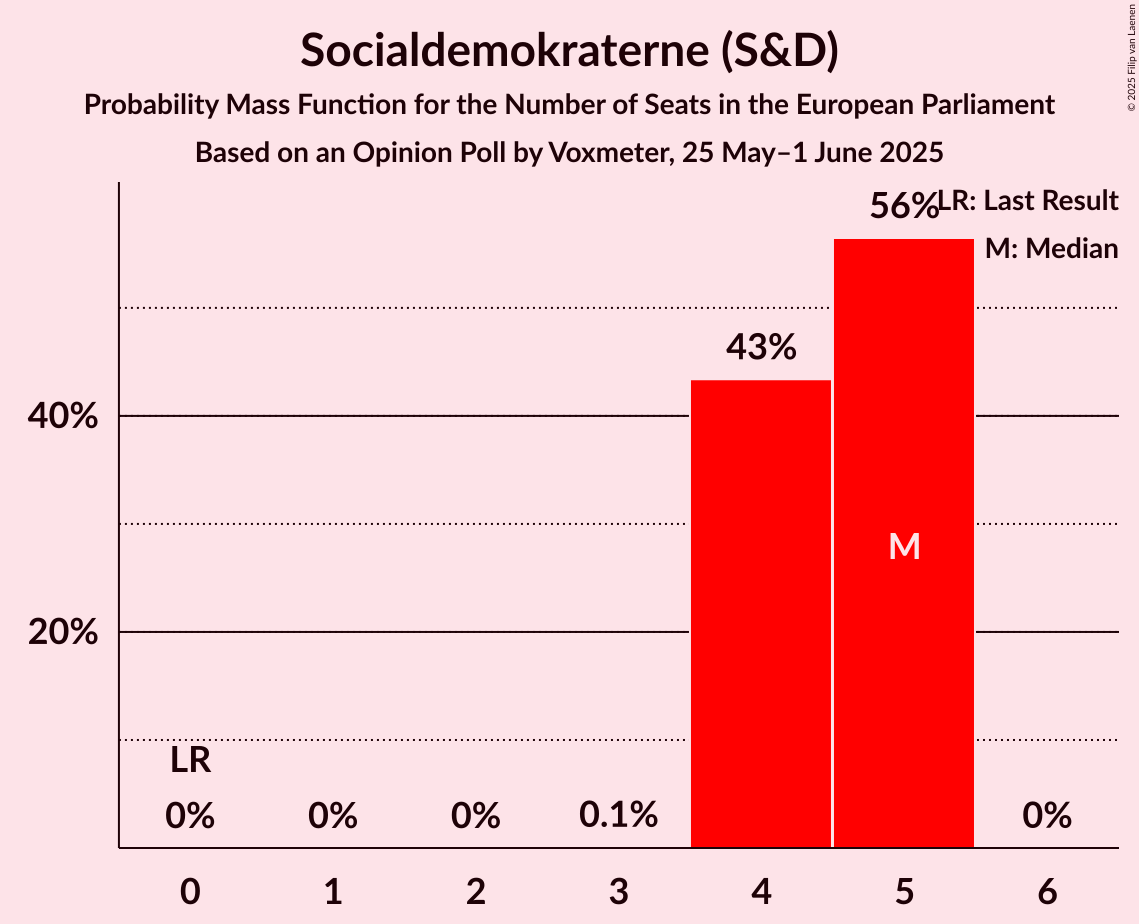 Socialdemokraterne (S&D)
Probability Mass Function for the Number of Seats in the European Parliament
Based on an Opinion Poll by Voxmeter, 25 May–1 June 2025
© 2025 Filip van Laenen
56%
LR: Last Result
M: Median
43%
40%
M
20%
LR
0%
0%
0%
0.1%
0%
0
1
2
3
4
5
6